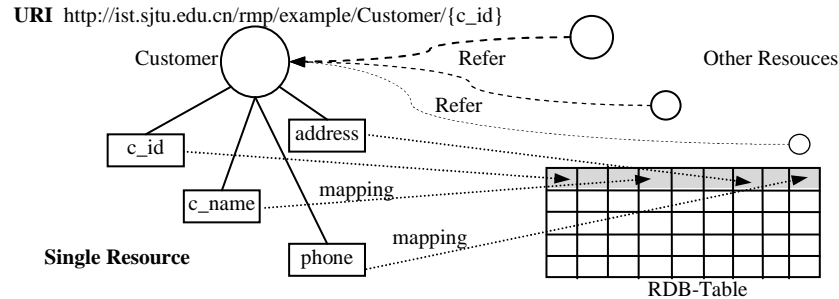 URI http://ist.sjtu.edu.cn/rmp/example/Customer/{c_id}
Customer
Refer
Other Resouces
Refer
address
c_id
mapping
c_name
mapping
Single Resource
phone
RDB-Table